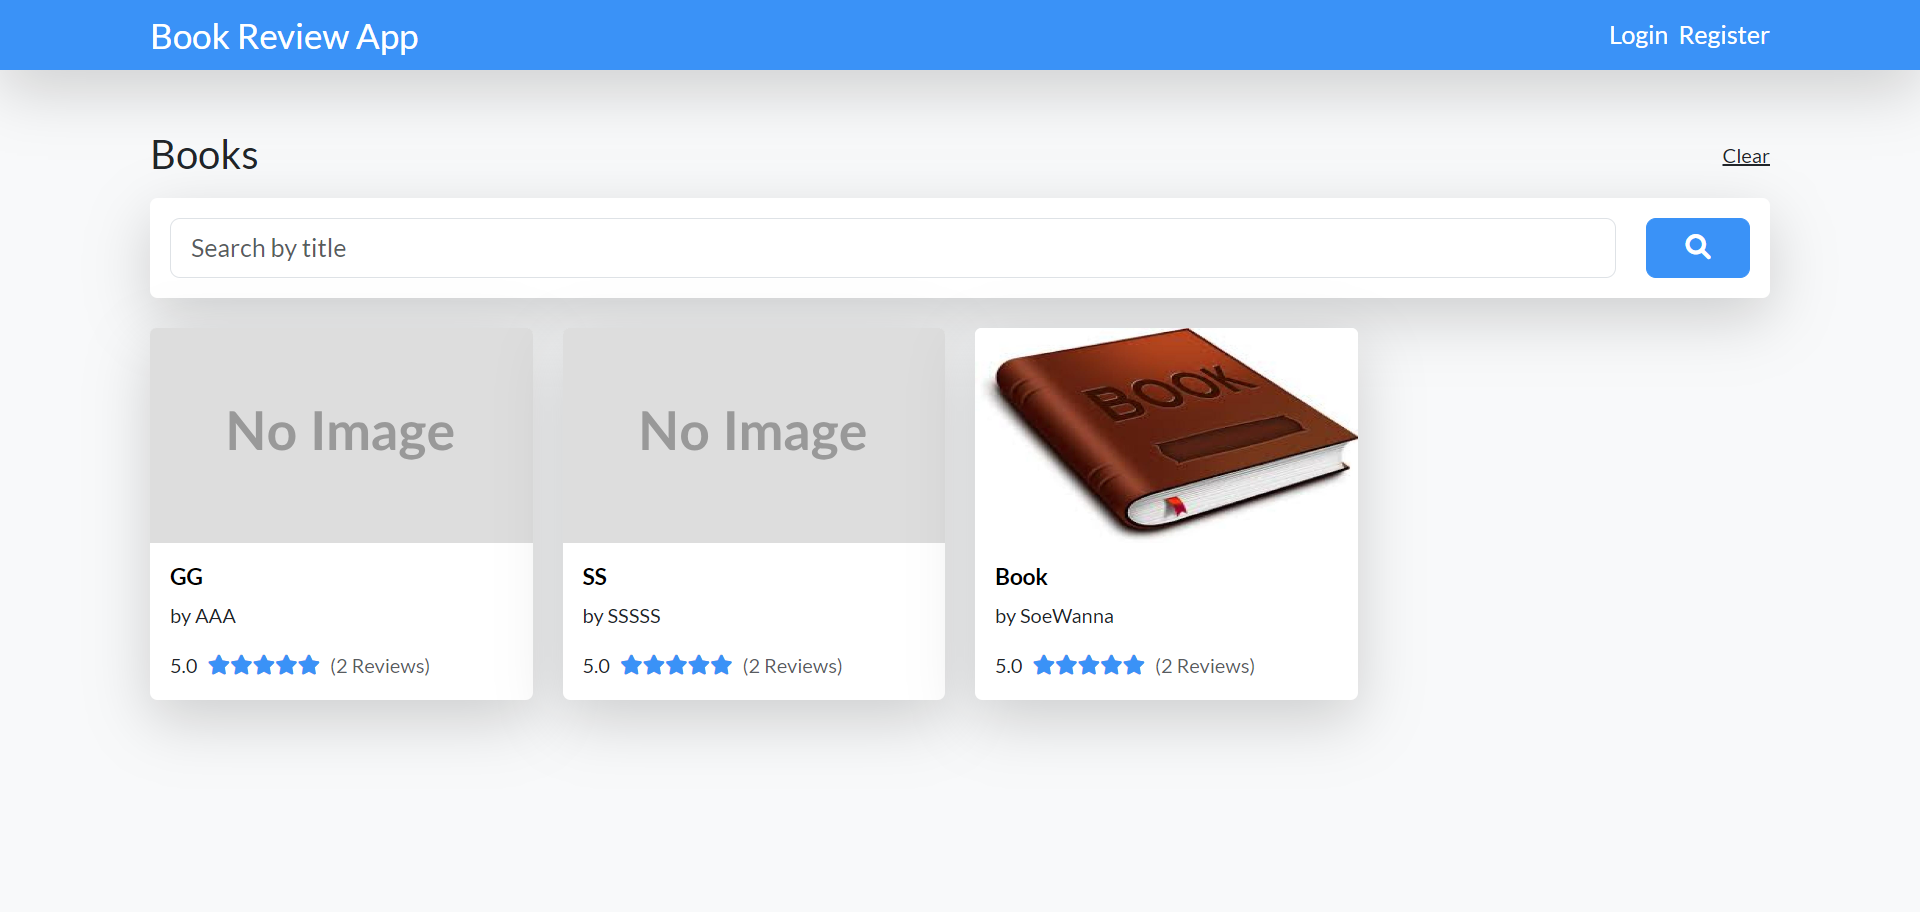 Book Review App
Login Register
Books
Clear
Search by title
No Image
No Image
BOOK
GG
by AAA
5.0 (2 Reviews)
SS
by SSSSS
5.0 (2 Reviews)
Book
by SoeWanna
5.0 (2 Reviews)